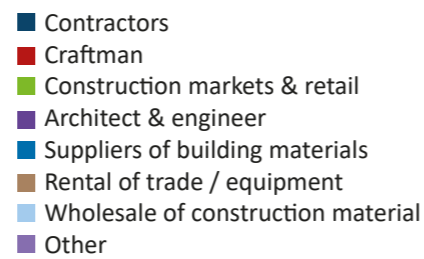 Contractors
Craftman
Construction markets & retail
Architect & engineer
Suppliers of building materials
Rental of trade / equipment
Wholesale of construction material
Other